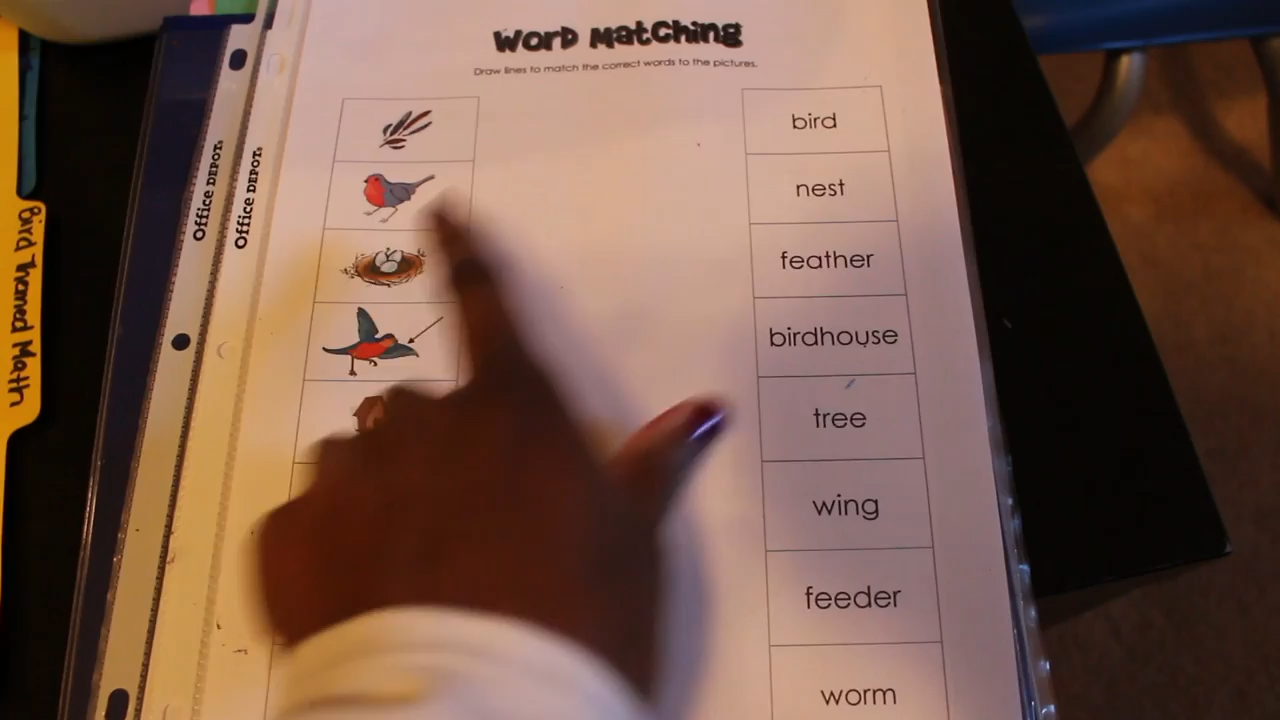 WORD MATCHING
Draw lines to match the correct words to the pictures.
bird
nest
feather
birdhouse
tree
wing
feeder
worm
Office DEPOT
Office DEPOT
Bird Themed Math